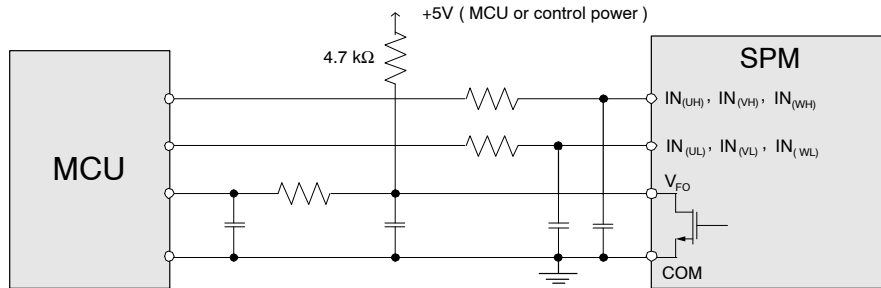 +5V ( MCU or control power )
4.7 kΩ
SPM
IN(UH) , IN(VH) , IN(WH)
IN(UL) , IN(VL) , IN( WL)
MCU
VFO
COM